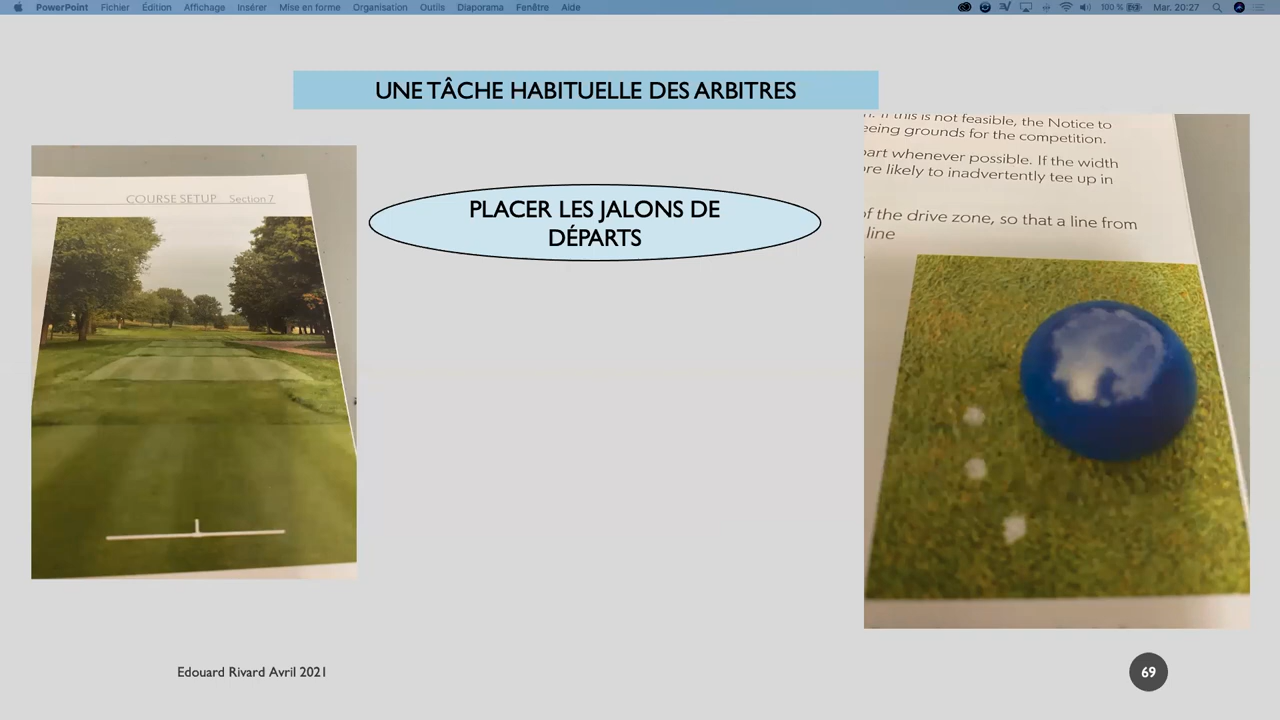 PowerPoint Fichier Édition Affichage Insérer Mise en forme Organisation Outils Diaporama Fenêtre Aide 100 % Mar. 20:27
UNE TÂCHE HABITUELLE DES ARBITRES
COURSE SETUP Section 7
PLACER LES JALONS DE
DÉPARTS
If this is not feasible, the Notice to
grounds for the competition.
whenever possible. If the width
likely to inadvertently tee up in
of the drive zone, so that a line from
line
Edouard Rivard Avril 2021
69